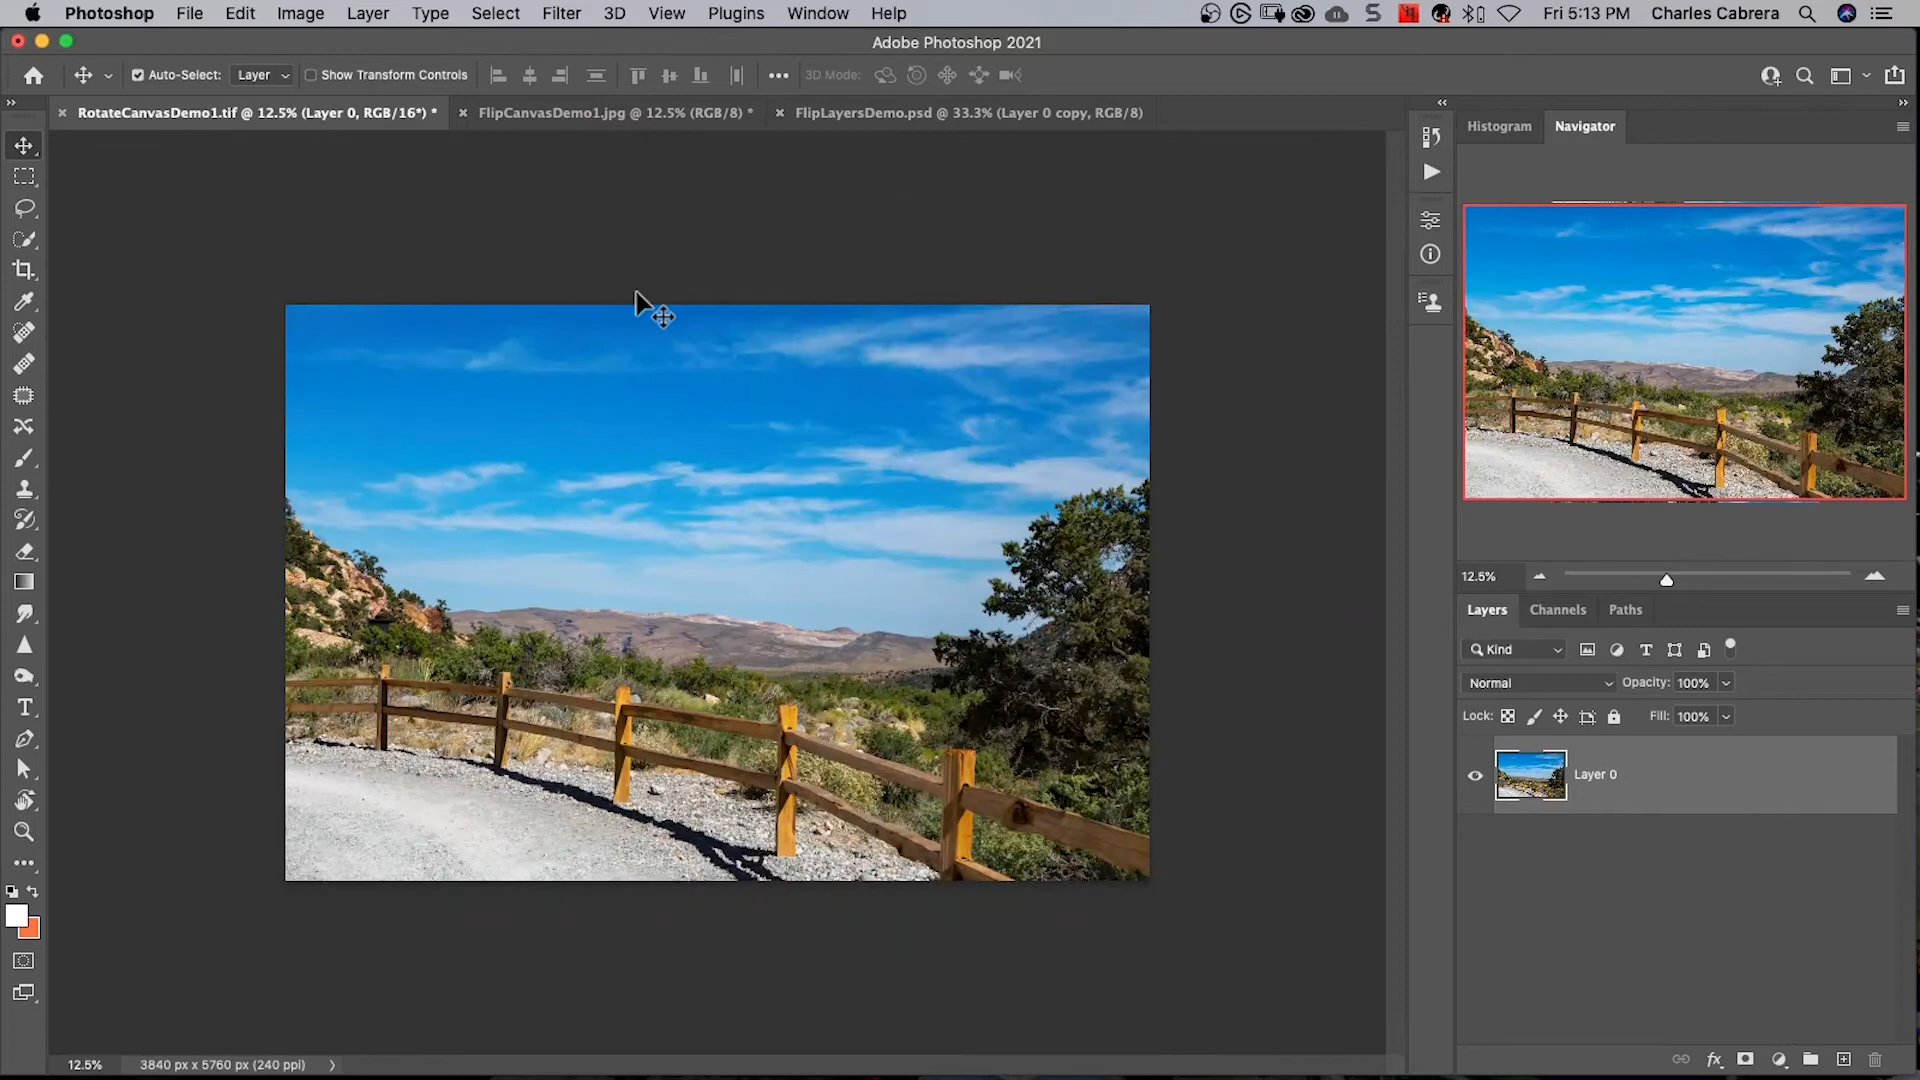 Photoshop File Edit Image Layer Type Select Filter 3D View Plugins Window Help Fri 5:13 PM Charles Cabrera
Adobe Photoshop 2021
Auto-Select: Layer Show Transform Controls 3D Mode:
RotateCanvasDemo1.tif @ 12.5% (Layer 0, RGB/16*) * FlipCanvasDemo1.jpg @ 12.5% (RGB/8) * FlipLayersDemo.psd @ 33.3% (Layer 0 copy, RGB/8)
Histogram Navigator
12.5%
Layers Channels Paths
Kind
Normal Opacity: 100%
Lock: Fill: 100%
Layer 0
fx
12.5% 3840 px x 5760 px (240 ppi)